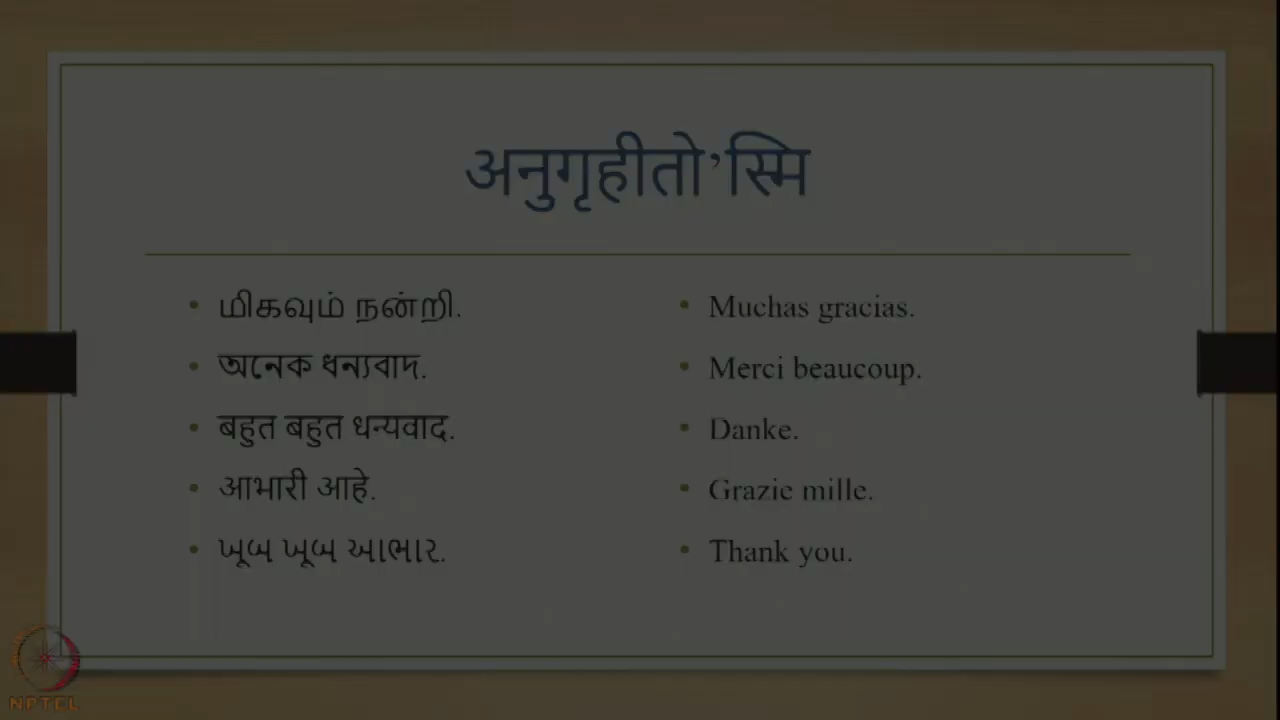 अनुगृहीतो’स्मि
மிகவும் நன்றி.
অনেক ধন্যবাদ.
बहुत बहुत धन्यवाद.
आभारी आहे.
ખૂબ ખૂબ આભાર.
Muchas gracias.
Merci beaucoup.
Danke.
Grazie mille.
Thank you.
NPTEL